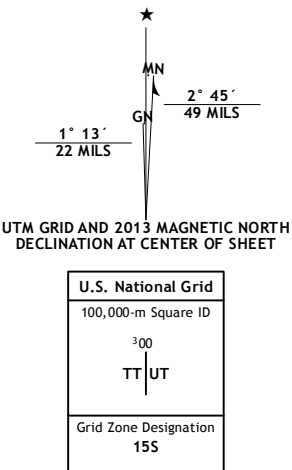 ★
MN
GN
2° 45´
49 MILS
1° 13´
22 MILS
UTM GRID AND 2013 MAGNETIC NORTH
DECLINATION AT CENTER OF SHEET
U.S. National Grid
100,000-m Square ID
³00
TT UT
Grid Zone Designation
15S